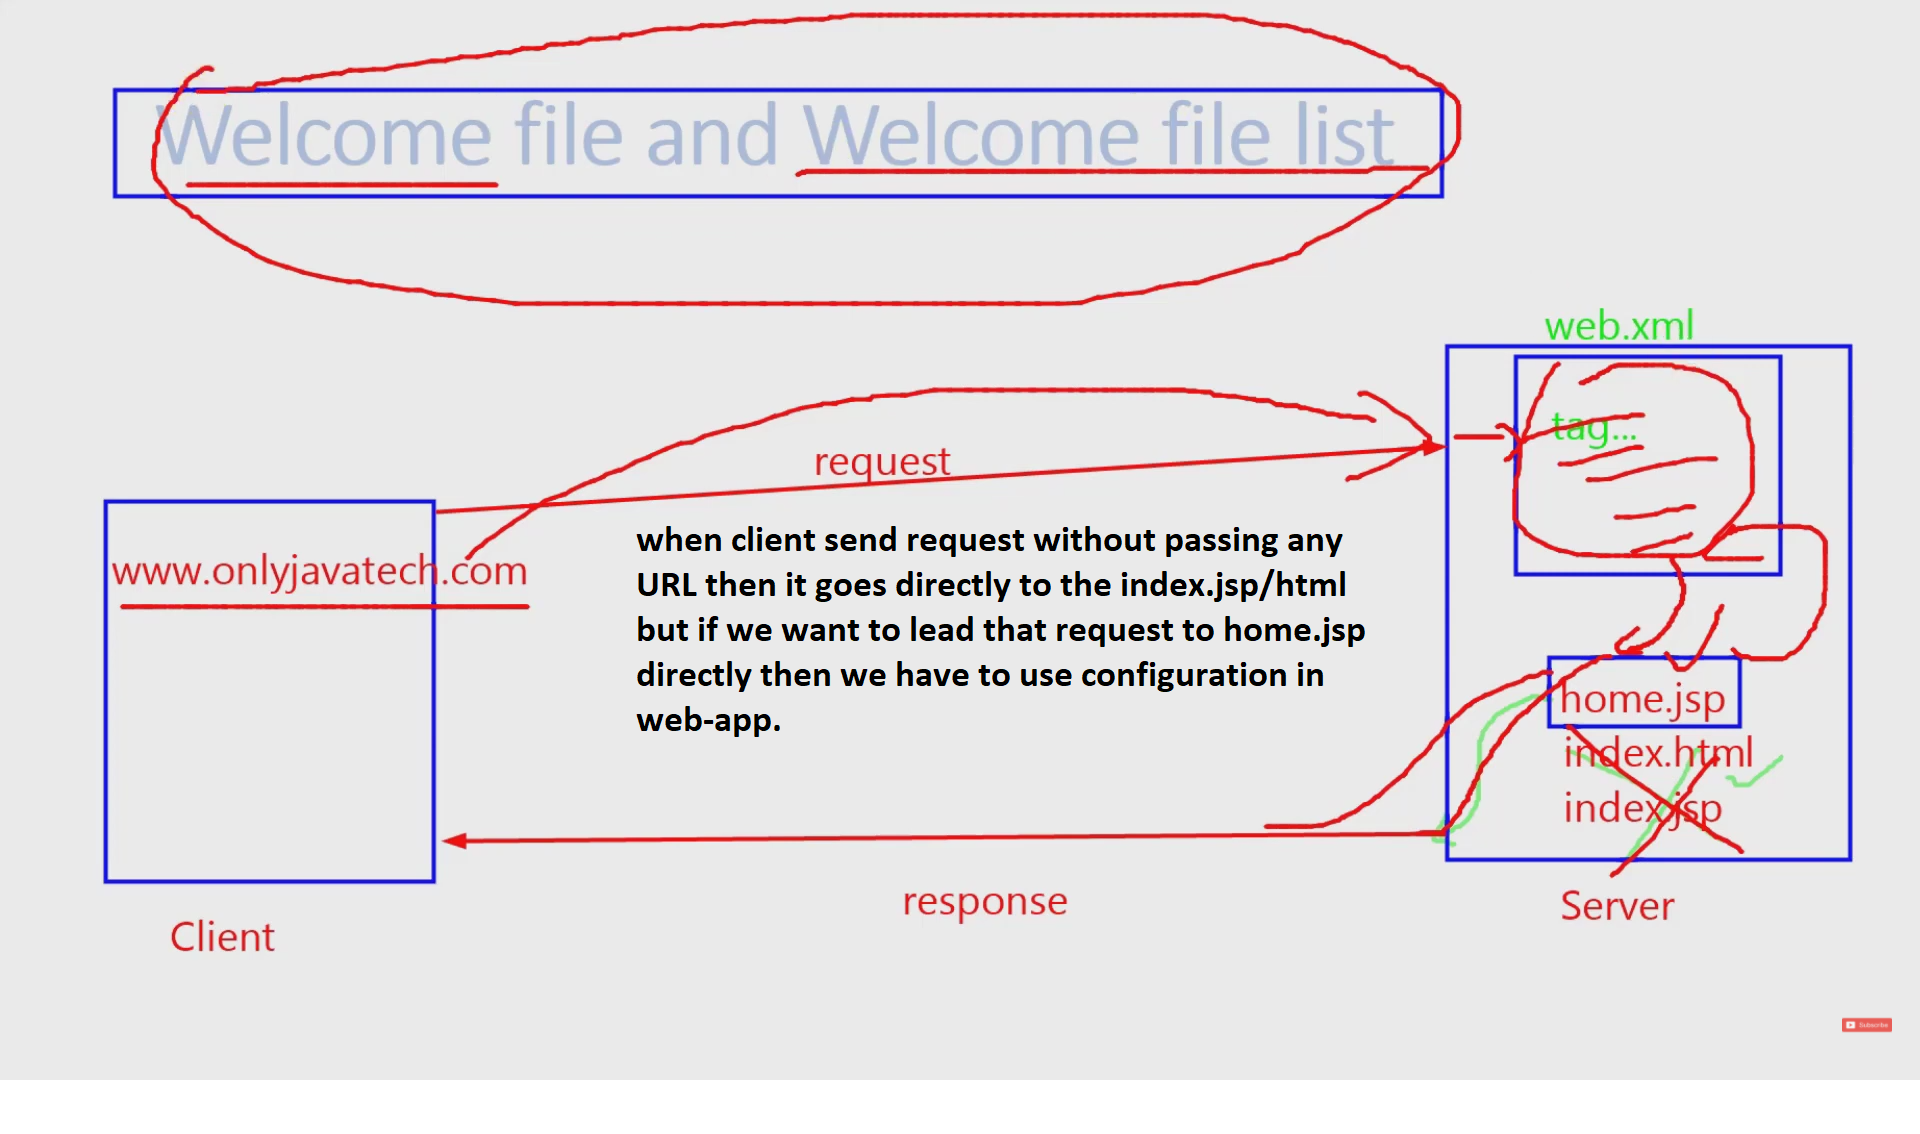 Welcome file and Welcome file list
web.xml
tag...
request
www.onlyjavatech.com
when client send request without passing any
URL then it goes directly to the index.jsp/html
but if we want to lead that request to home.jsp
directly then we have to use configuration in
web-app.
home.jsp
index.html
index.jsp
response
Server
Client
Subscribe